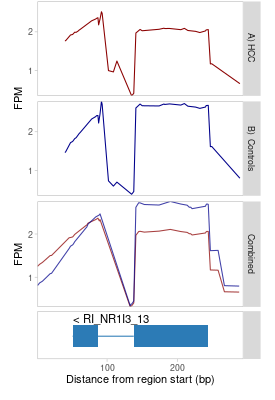 2
1
FPM
A) HCC
2
1
B) Controls
2
1
FPM
Combined
< RI_NR1I3_13
100 200
Distance from region start (bp)